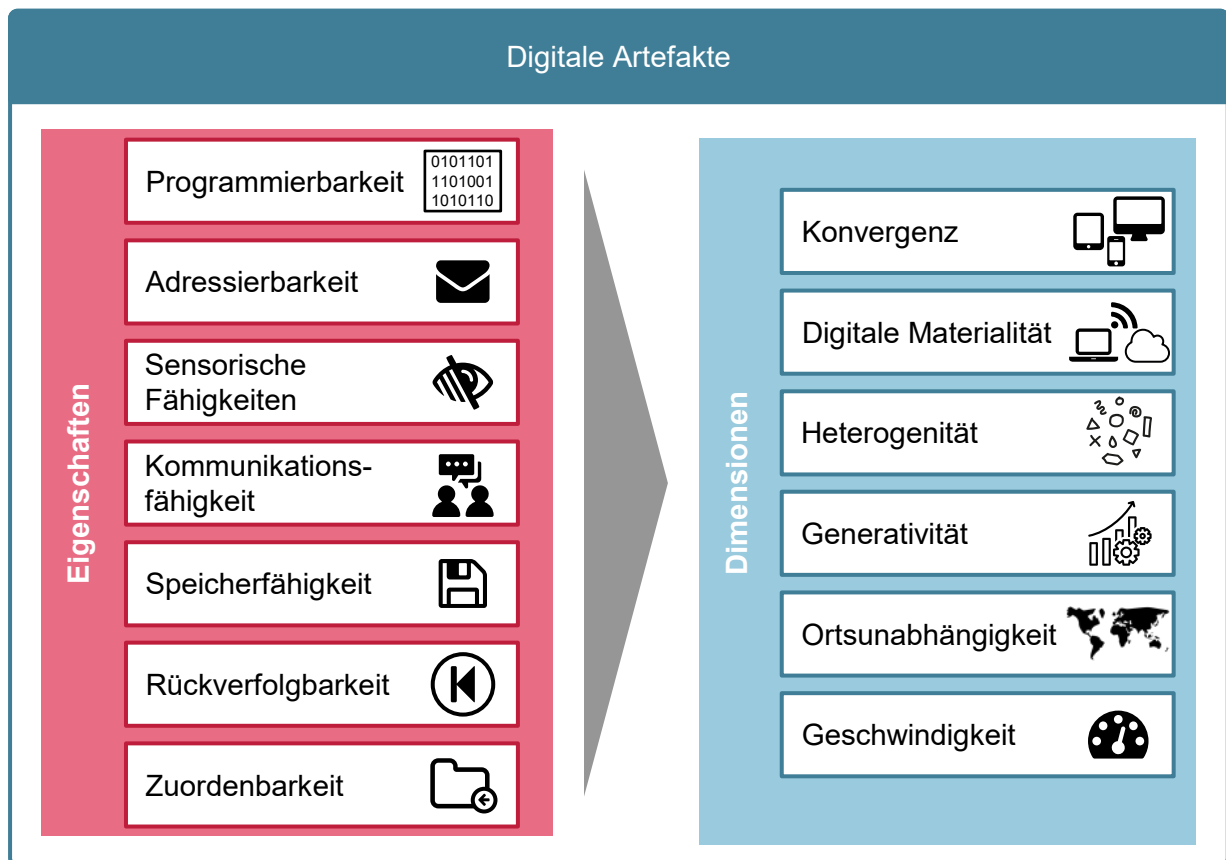 Digitale Artefakte
Eigenschaften
Programmierbarkeit
0101101
1101001
1010110
Adressierbarkeit
Sensorische
Fähigkeiten
Kommunikations-
fähigkeit
Speicherfähigkeit
Rückverfolgbarkeit
Zuordenbarkeit
Dimensionen
Konvergenz
Digitale Materialität
Heterogenität
Generativität
Ortsunabhängigkeit
Geschwindigkeit